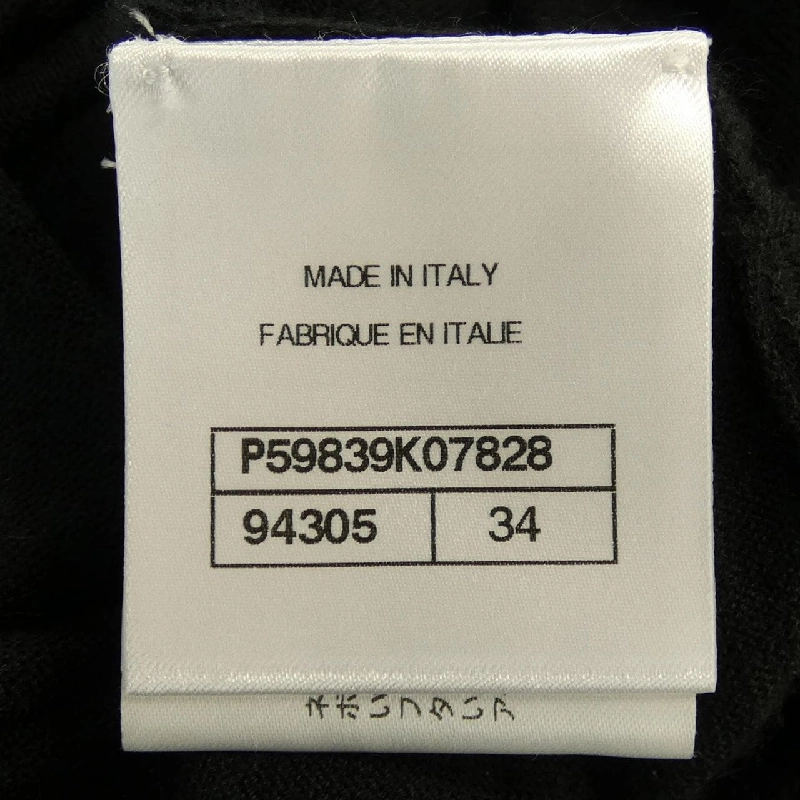 MADE IN ITALY
FABRIQUE EN ITALIE
P59839K07828
94305 34